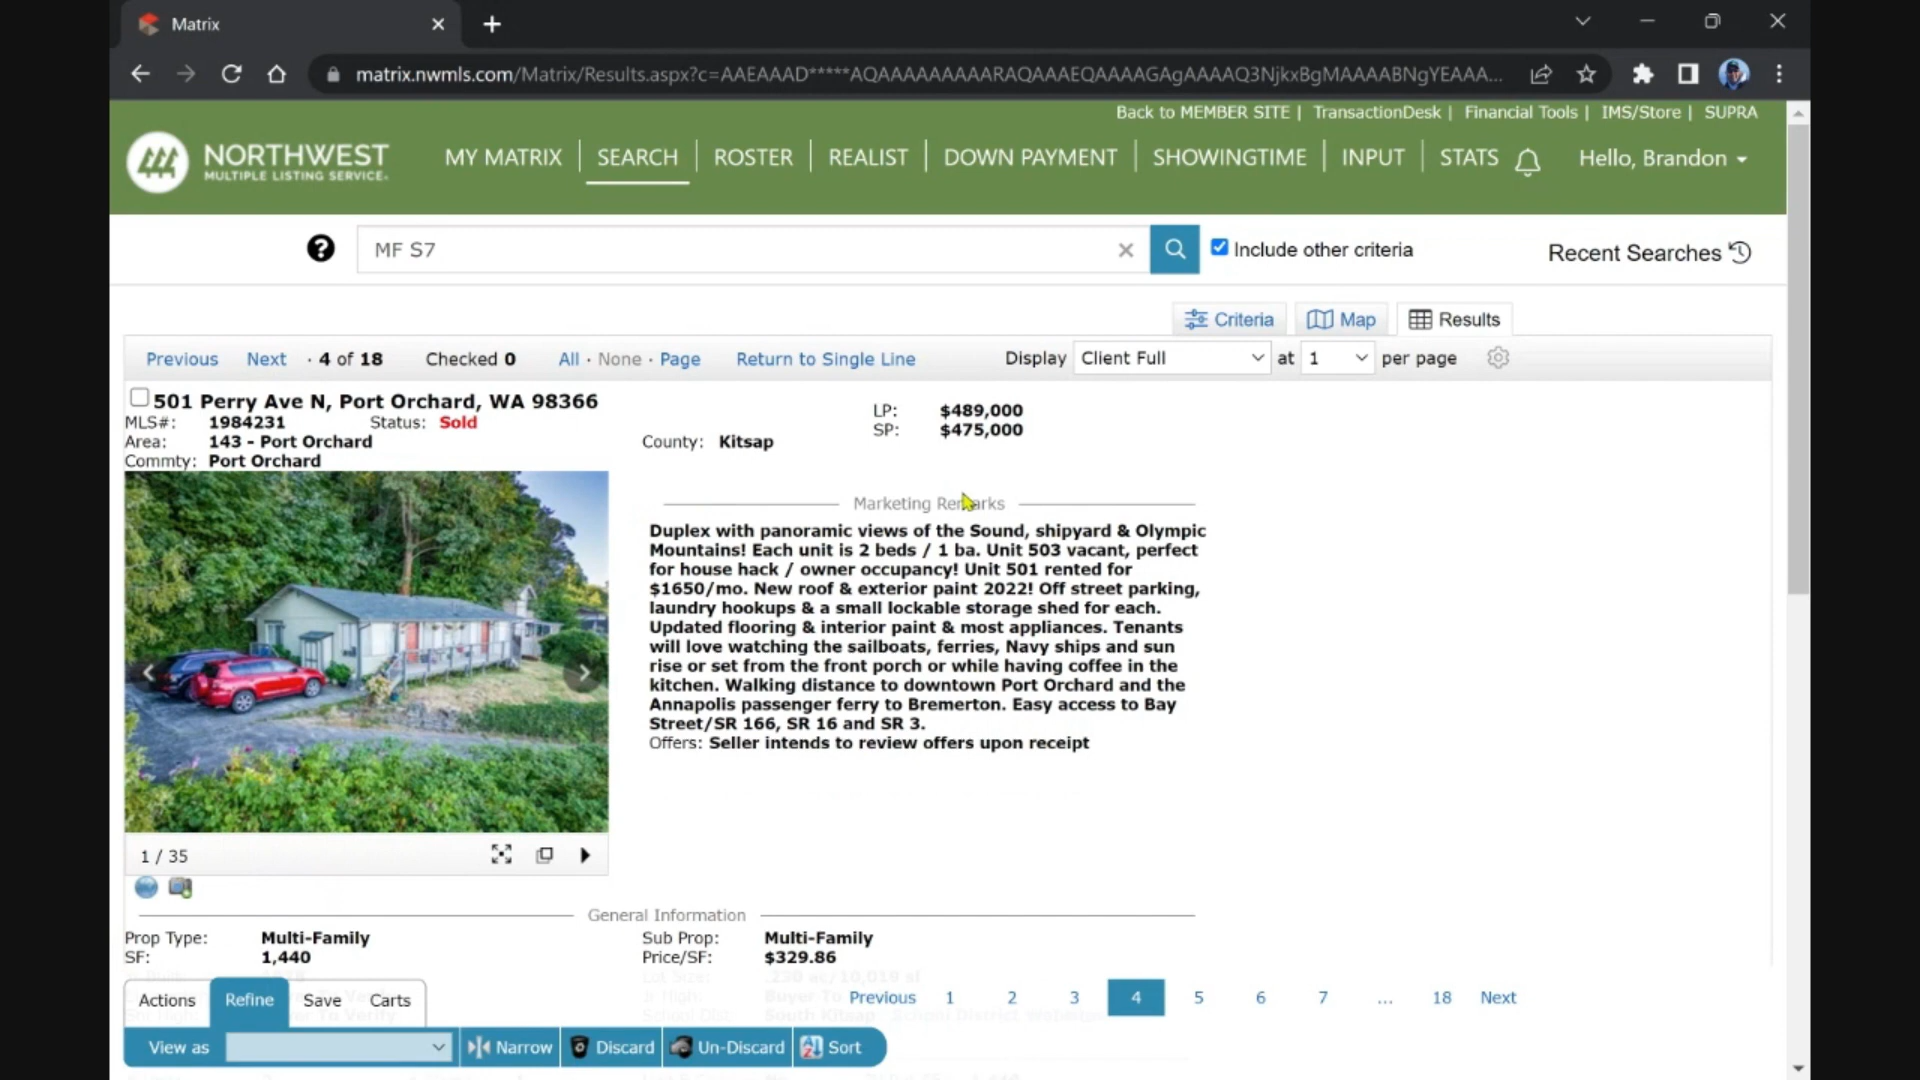 Matrix
matrix.nwmls.com/Matrix/Results.aspx?c=AAEAAAD*****AQAAAAAAAAARAQAAAEQAAAAGAgAAAAQ3NjkxBgMAAAABNgYEAAA...
Back to MEMBER SITE | TransactionDesk | Financial Tools | IMS/Store | SUPRA
NORTHWEST
MULTIPLE LISTING SERVICE
MY MATRIX SEARCH ROSTER REALIST DOWN PAYMENT SHOWINGTIME INPUT STATS Hello, Brandon
MF S7
Include other criteria
Recent Searches
Criteria Map Results
Previous Next · 4 of 18 Checked 0 All · None · Page Return to Single Line Display Client Full at 1 per page
501 Perry Ave N, Port Orchard, WA 98366
MLS#: 1984231 Status: Sold
Area: 143 - Port Orchard
Commty: Port Orchard
County: Kitsap
LP: $489,000
SP: $475,000
Marketing Remarks
Duplex with panoramic views of the Sound, shipyard & Olympic
Mountains! Each unit is 2 beds / 1 ba. Unit 503 vacant, perfect
for house hack / owner occupancy! Unit 501 rented for
$1650/mo. New roof & exterior paint 2022! Off street parking,
laundry hookups & a small lockable storage shed for each.
Updated flooring & interior paint & most appliances. Tenants
will love watching the sailboats, ferries, Navy ships and sun
rise or set from the front porch or while having coffee in the
kitchen. Walking distance to downtown Port Orchard and the
Annapolis passenger ferry to Bremerton. Easy access to Bay
Street/SR 166, SR 16 and SR 3.
Offers: Seller intends to review offers upon receipt
1 / 35
General Information
Prop Type: Multi-Family Sub Prop: Multi-Family
SF: 1,440 Price/SF: $329.86
Actions Refine Save Carts
Previous 1 2 3 4 5 6 7 ... 18 Next
View as Narrow Discard Un-Discard Sort